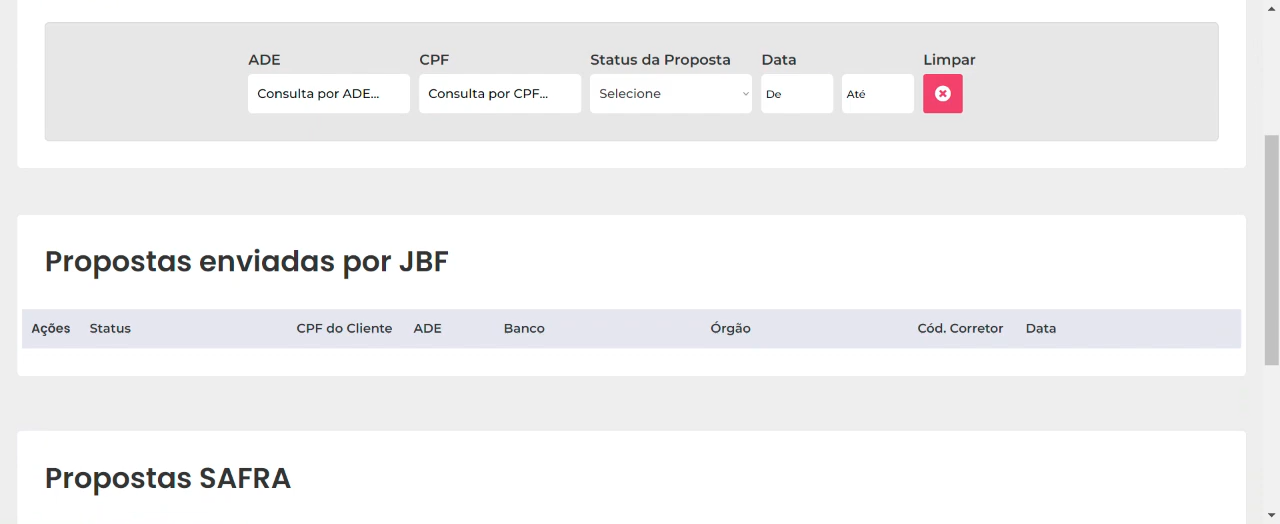 ADE CPF Status da Proposta Data Limpar
Consulta por ADE... Consulta por CPF... Selecione De Até
Propostas enviadas por JBF
Ações Status CPF do Cliente ADE Banco Órgão Cód. Corretor Data
Propostas SAFRA